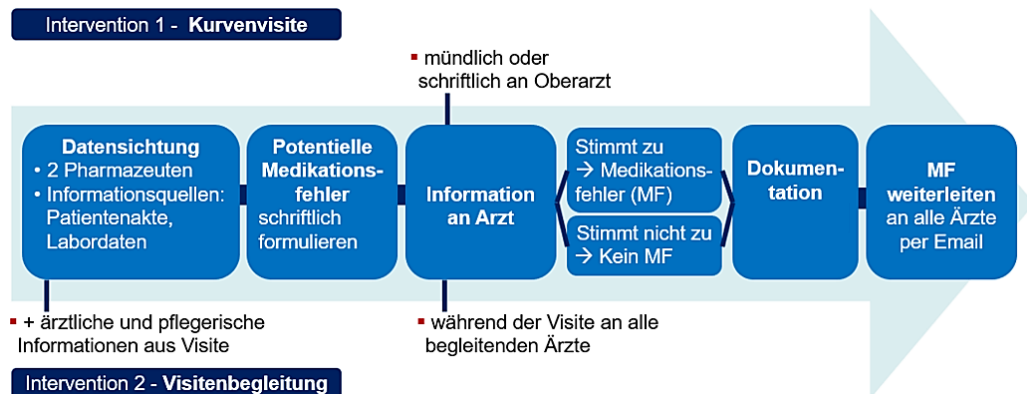 Intervention 1 - Kurvenvisite
▪ mündlich oder
schriftlich an Oberarzt
Datensichtung
• 2 Pharmazeuten
• Informationsquellen:
Patientenakte,
Labordaten
Potentielle
Medikations-
fehler
schriftlich
formulieren
Information
an Arzt
Stimmt zu
→ Medikations-
fehler (MF)
Stimmt nicht zu
→ Kein MF
Dokumen-
tation
MF
weiterleiten
an alle Ärzte
per Email
▪ + ärztliche und pflegerische
Informationen aus Visite
▪ während der Visite an alle
begleitenden Ärzte
Intervention 2 - Visitenbegleitung